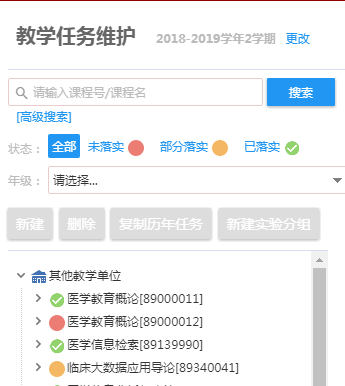 教学任务维护 2018-2019学年2学期 更改
请输入课程号/课程名 搜索
[高级搜索]
状态： 全部 未落实 部分落实 已落实
年级： 请选择...
新建 删除 复制历年任务 新建实验分组
其他教学单位
医学教育概论[89000011]
医学教育概论[89000012]
医学信息检索[89139990]
临床大数据应用导论[89340041]